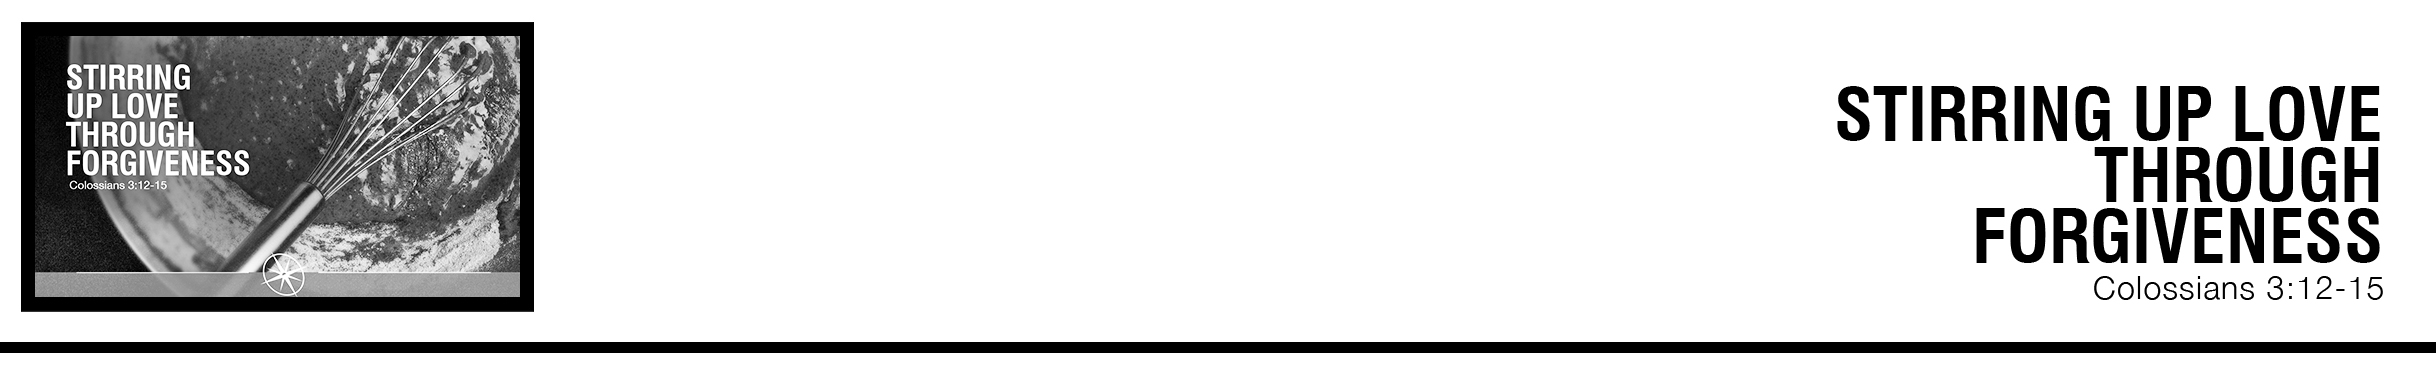 STIRRING
UP LOVE
THROUGH
FORGIVENESS
Colossians 3:12-15
STIRRING UP LOVE
THROUGH
FORGIVENESS
Colossians 3:12-15